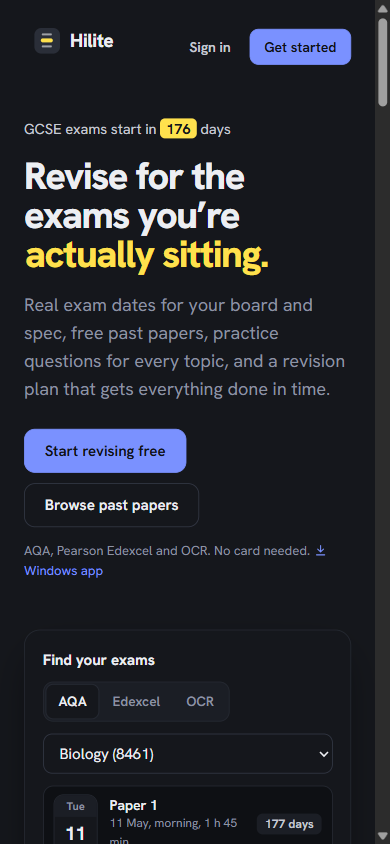 Hilite
Sign in
Get started
GCSE exams start in 176 days
Revise for the
exams you’re
actually sitting.
Real exam dates for your board and
spec, free past papers, practice
questions for every topic, and a revision
plan that gets everything done in time.
Start revising free
Browse past papers
AQA, Pearson Edexcel and OCR. No card needed.
Windows app
Find your exams
AQA
Edexcel
OCR
Biology (8461)
Tue
11
Paper 1
11 May, morning, 1 h 45
min
177 days